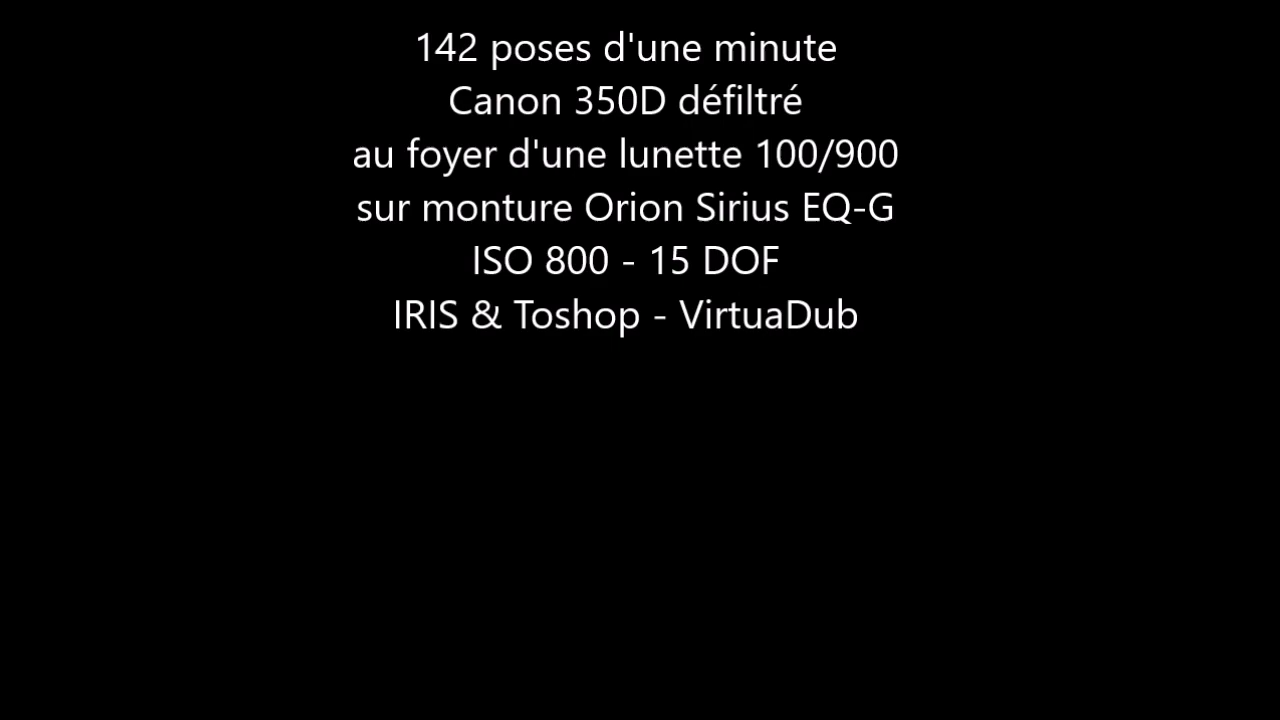 142 poses d'une minute
Canon 350D défiltré
au foyer d'une lunette 100/900
sur monture Orion Sirius EQ-G
ISO 800 - 15 DOF
IRIS & Toshop - VirtuaDub